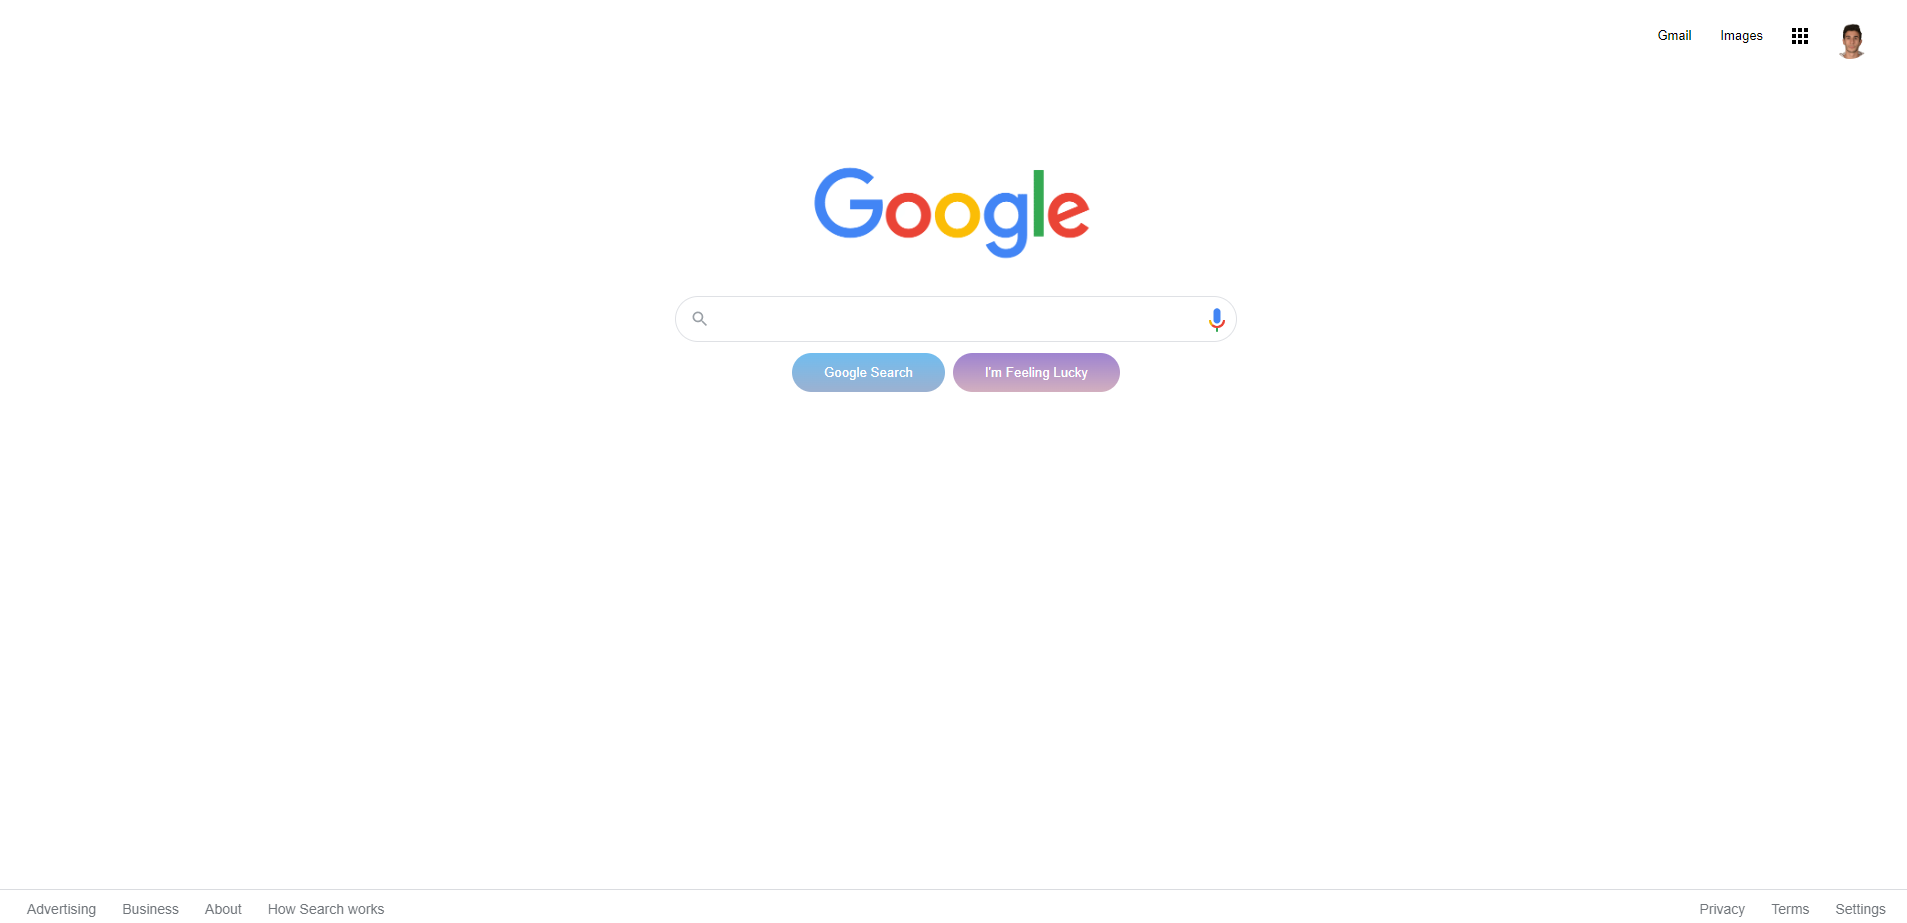 Gmail Images
Google
Google Search I'm Feeling Lucky
Advertising Business About How Search works Privacy Terms Settings